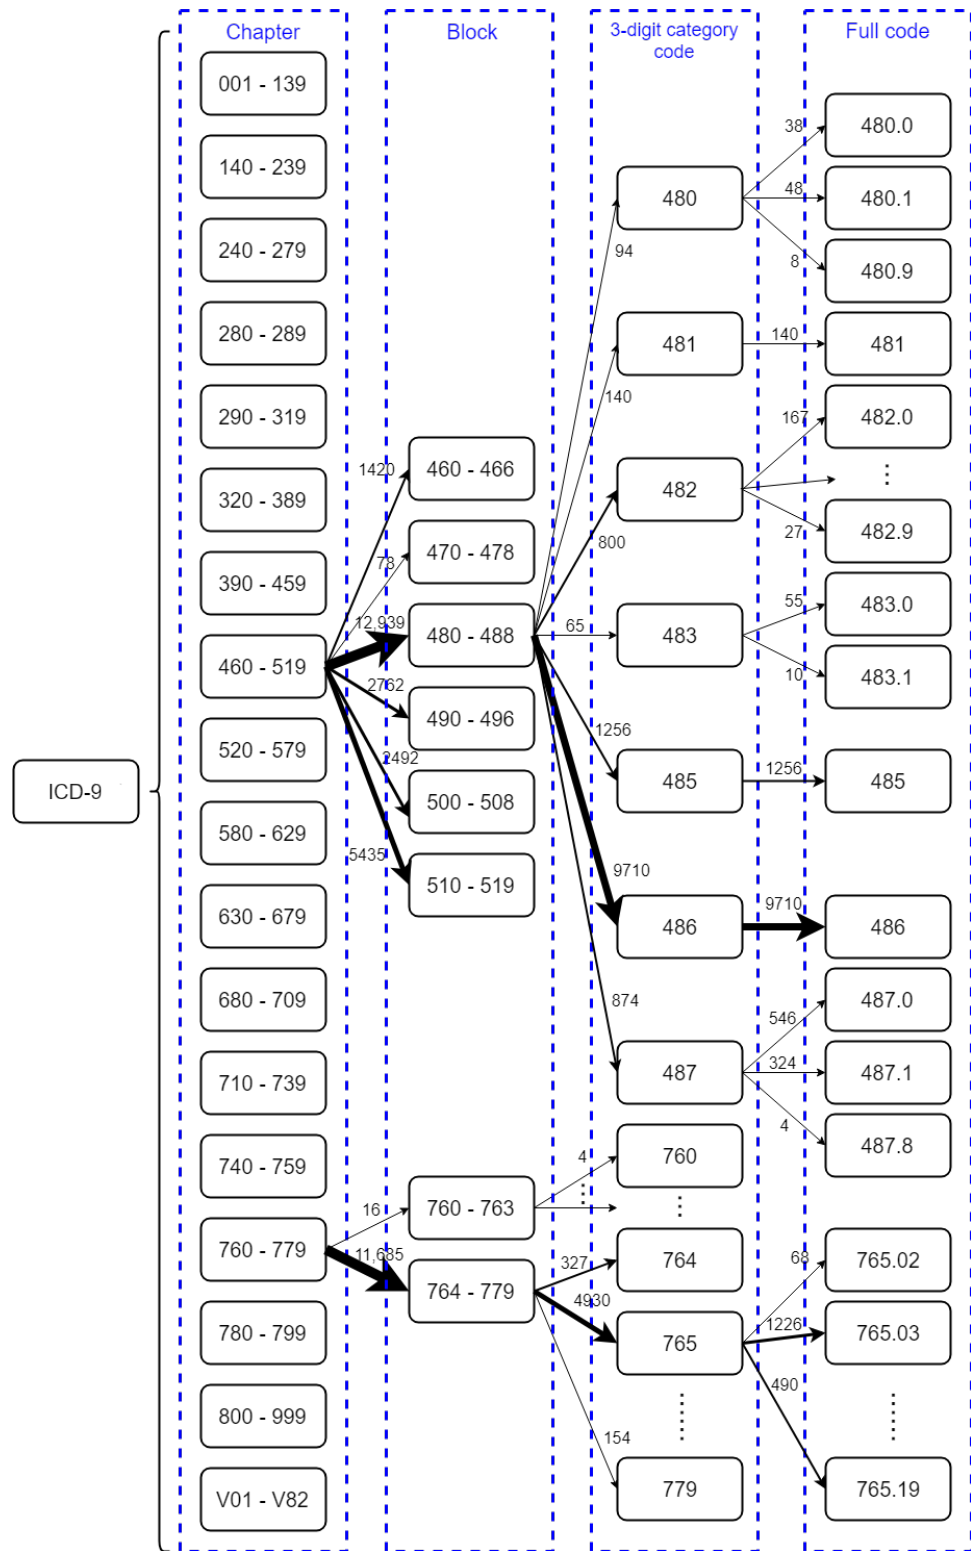 Chapter
Block
3-digit category
code
Full code
ICD-9
001 - 139
140 - 239
240 - 279
280 - 289
290 - 319
320 - 389
390 - 459
460 - 519
520 - 579
580 - 629
630 - 679
680 - 709
710 - 739
740 - 759
760 - 779
780 - 799
800 - 999
V01 - V82
1420
78
12,939
2762
2492
5435
16
11,685
460 - 466
470 - 478
480 - 488
490 - 496
500 - 508
510 - 519
760 - 763
764 - 779
94
140
800
65
1256
9710
874
4
327
4930
154
480
481
482
483
485
486
487
760
764
765
779
38
48
8
140
167
27
55
10
1256
9710
546
324
4
68
1226
490
480.0
480.1
480.9
481
482.0
482.9
483.0
483.1
485
486
487.0
487.1
487.8
765.02
765.03
765.19